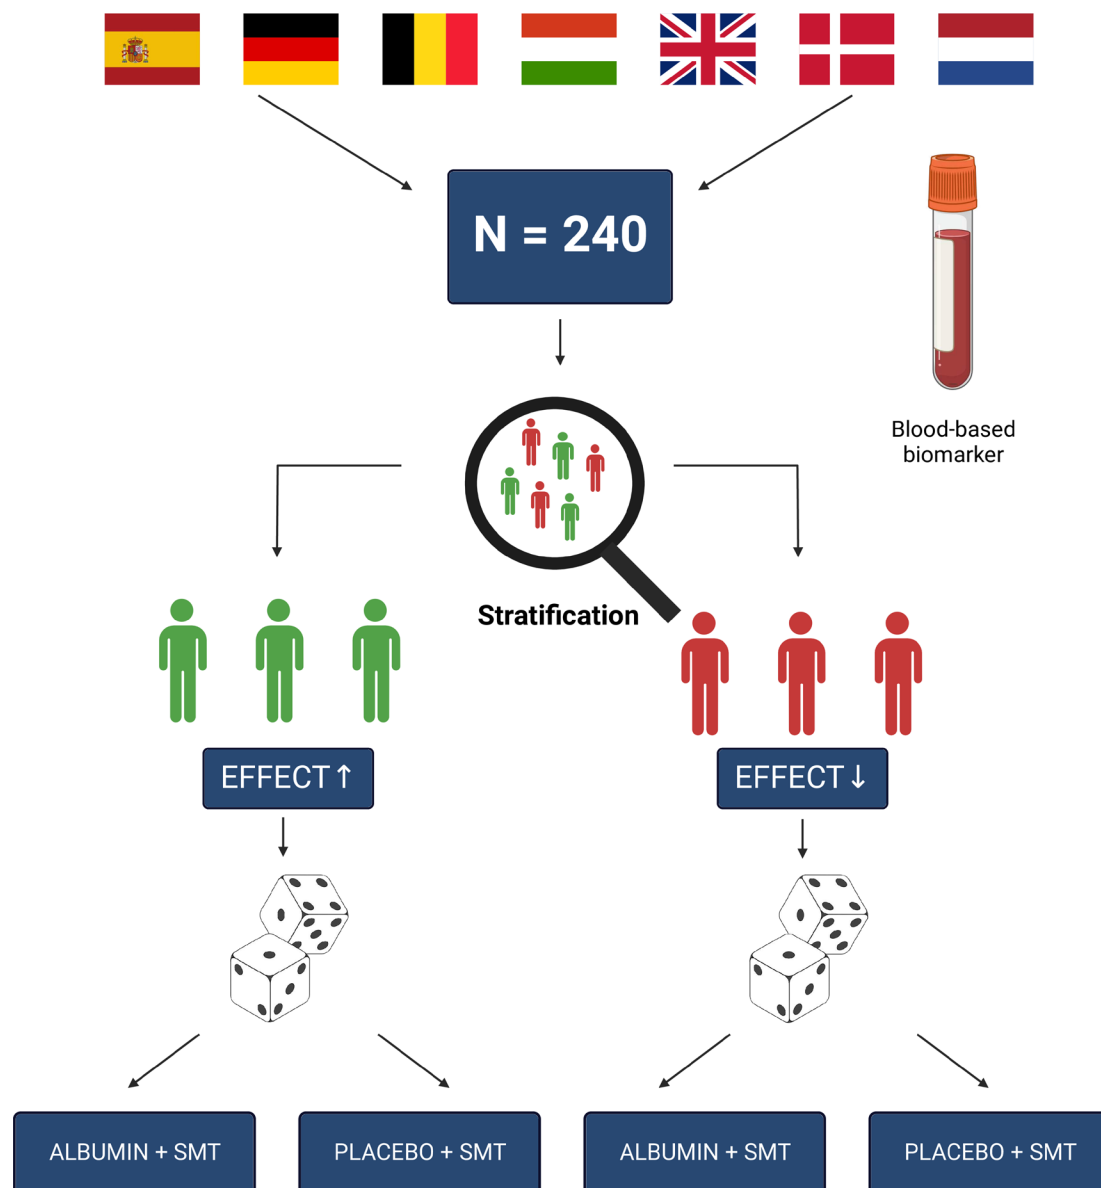 N = 240
Blood-based
biomarker
Stratification
EFFECT↑
EFFECT↓
ALBUMIN + SMT
PLACEBO + SMT
ALBUMIN + SMT
PLACEBO + SMT